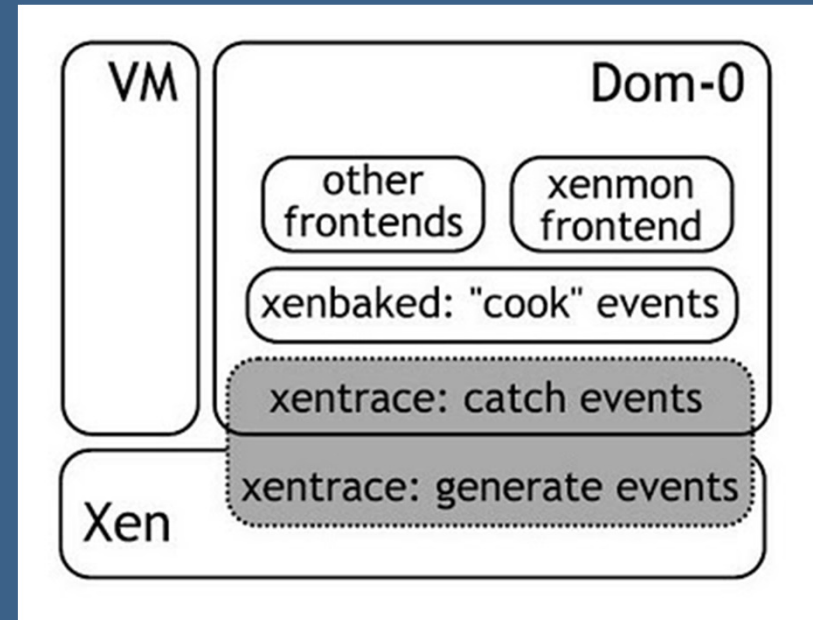 VM
Dom-0
other
frontends
xenmon
frontend
xenbaked: "cook" events
xentrace: catch events
xentrace: generate events
Xen